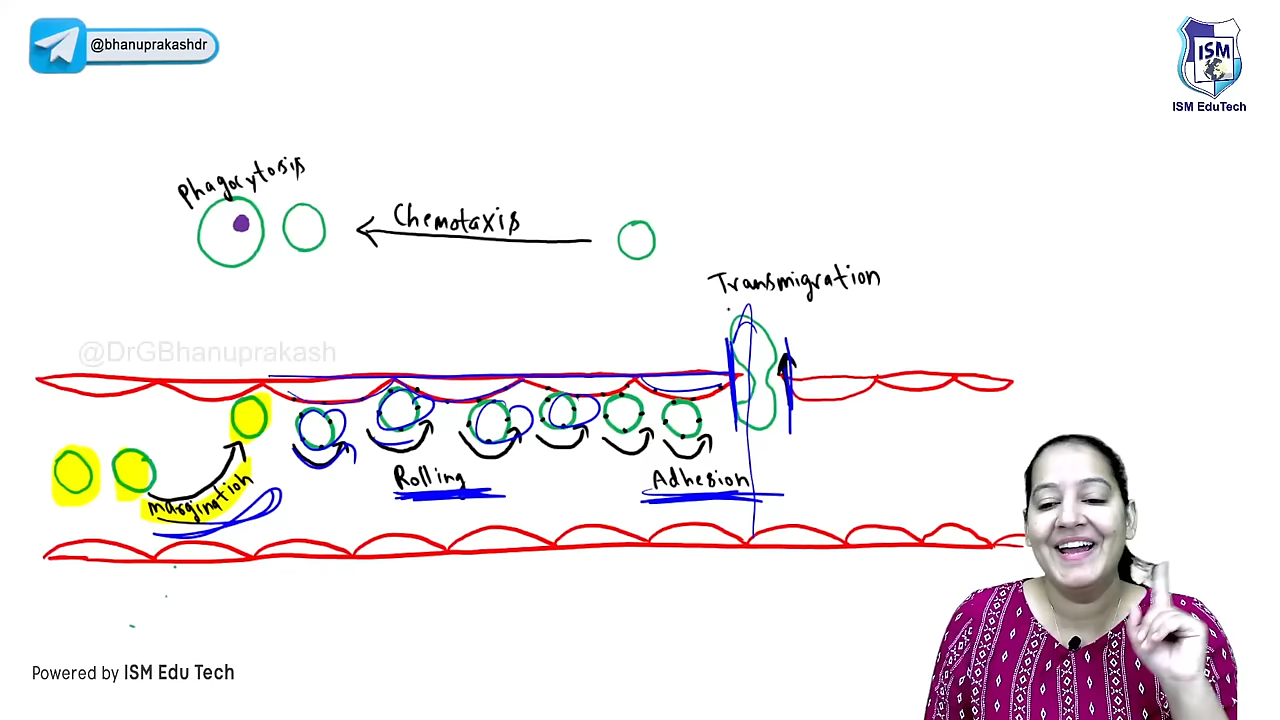 @bhanuprakashdr
ISM
ISM EduTech
Phagocytosis
Chemotaxis
Transmigration
@DrGBhanuprakash
margination
Rolling
Adhesion
Powered by ISM Edu Tech